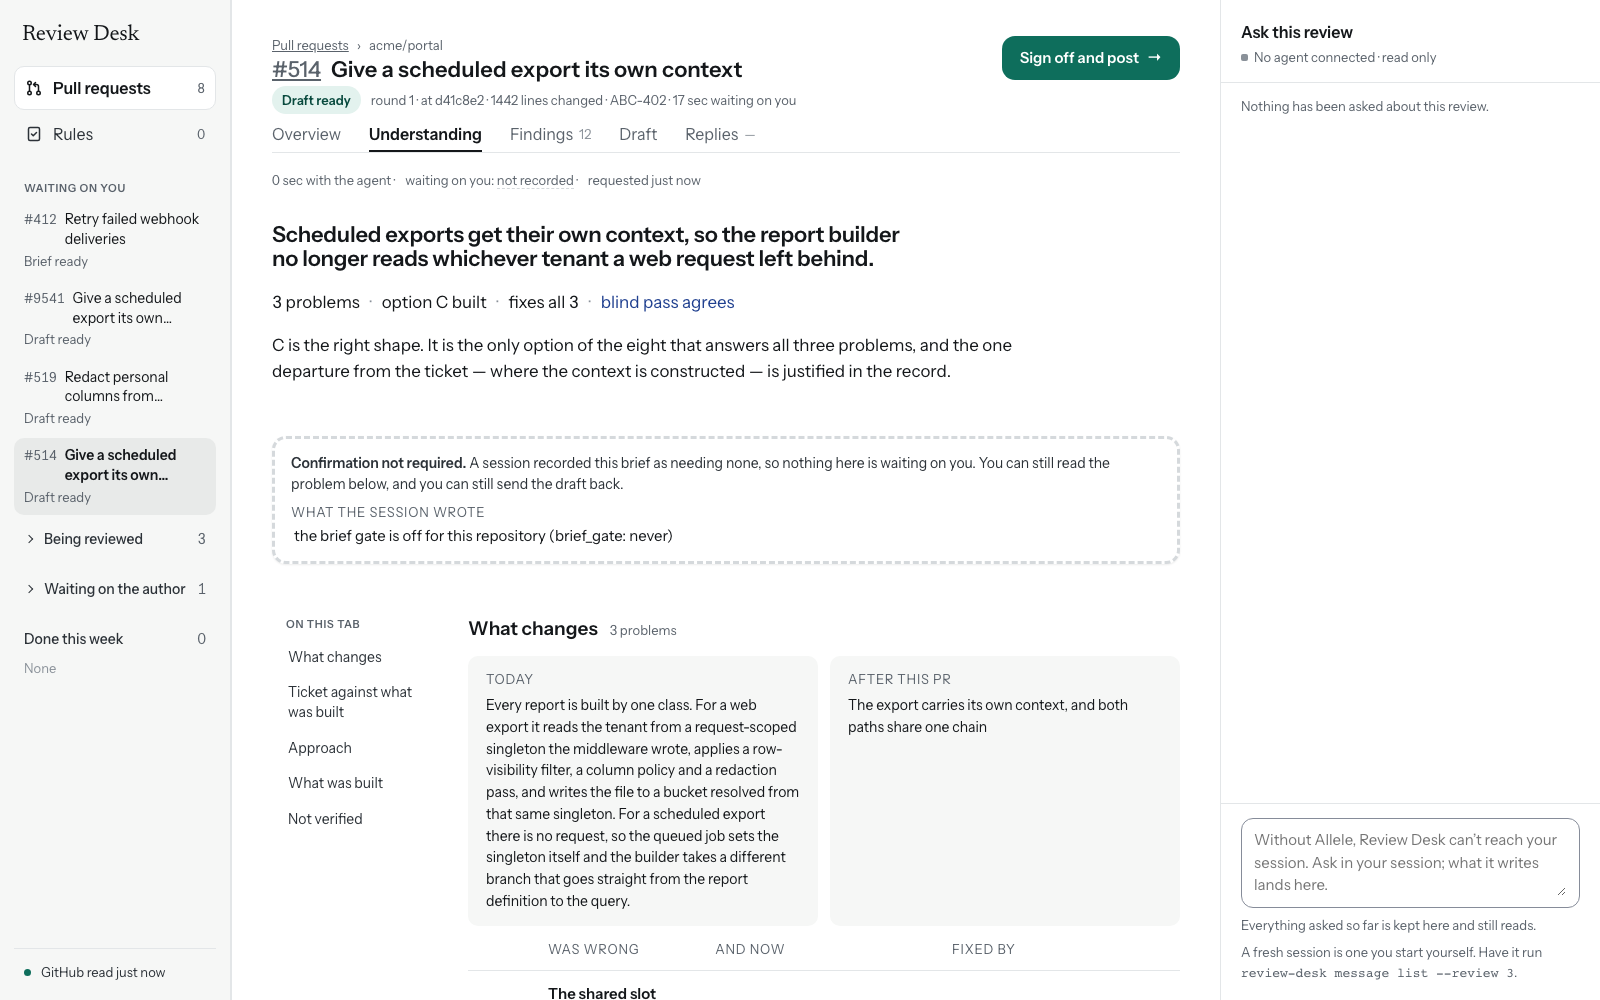 Review Desk
Pull requests 8
Rules 0
WAITING ON YOU
#412 Retry failed webhook
deliveries
Brief ready
#9541 Give a scheduled
export its own...
Draft ready
#519 Redact personal
columns from...
Draft ready
#514 Give a scheduled
export its own...
Draft ready
Being reviewed 3
Waiting on the author 1
Done this week 0
None
GitHub read just now
Pull requests › acme/portal
#514 Give a scheduled export its own context
Sign off and post →
Draft ready round 1 · at d41c8e2 · 1442 lines changed · ABC-402 · 17 sec waiting on you
Overview Understanding Findings 12 Draft Replies —
0 sec with the agent · waiting on you: not recorded · requested just now
Scheduled exports get their own context, so the report builder
no longer reads whichever tenant a web request left behind.
3 problems · option C built · fixes all 3 · blind pass agrees
C is the right shape. It is the only option of the eight that answers all three problems, and the one
departure from the ticket — where the context is constructed — is justified in the record.
Confirmation not required. A session recorded this brief as needing none, so nothing here is waiting on you. You can still read the
problem below, and you can still send the draft back.
WHAT THE SESSION WROTE
the brief gate is off for this repository (brief_gate: never)
ON THIS TAB
What changes
Ticket against what
was built
Approach
What was built
Not verified
What changes 3 problems
TODAY
Every report is built by one class. For a web
export it reads the tenant from a request-scoped
singleton the middleware wrote, applies a row-
visibility filter, a column policy and a redaction
pass, and writes the file to a bucket resolved from
that same singleton. For a scheduled export
there is no request, so the queued job sets the
singleton itself and the builder takes a different
branch that goes straight from the report
definition to the query.
AFTER THIS PR
The export carries its own context, and both
paths share one chain
WAS WRONG AND NOW FIXED BY
The shared slot
Ask this review
No agent connected · read only
Nothing has been asked about this review.
Without Allele, Review Desk can't reach your
session. Ask in your session; what it writes
lands here.
Everything asked so far is kept here and still reads.
A fresh session is one you start yourself. Have it run
review-desk message list --review 3.